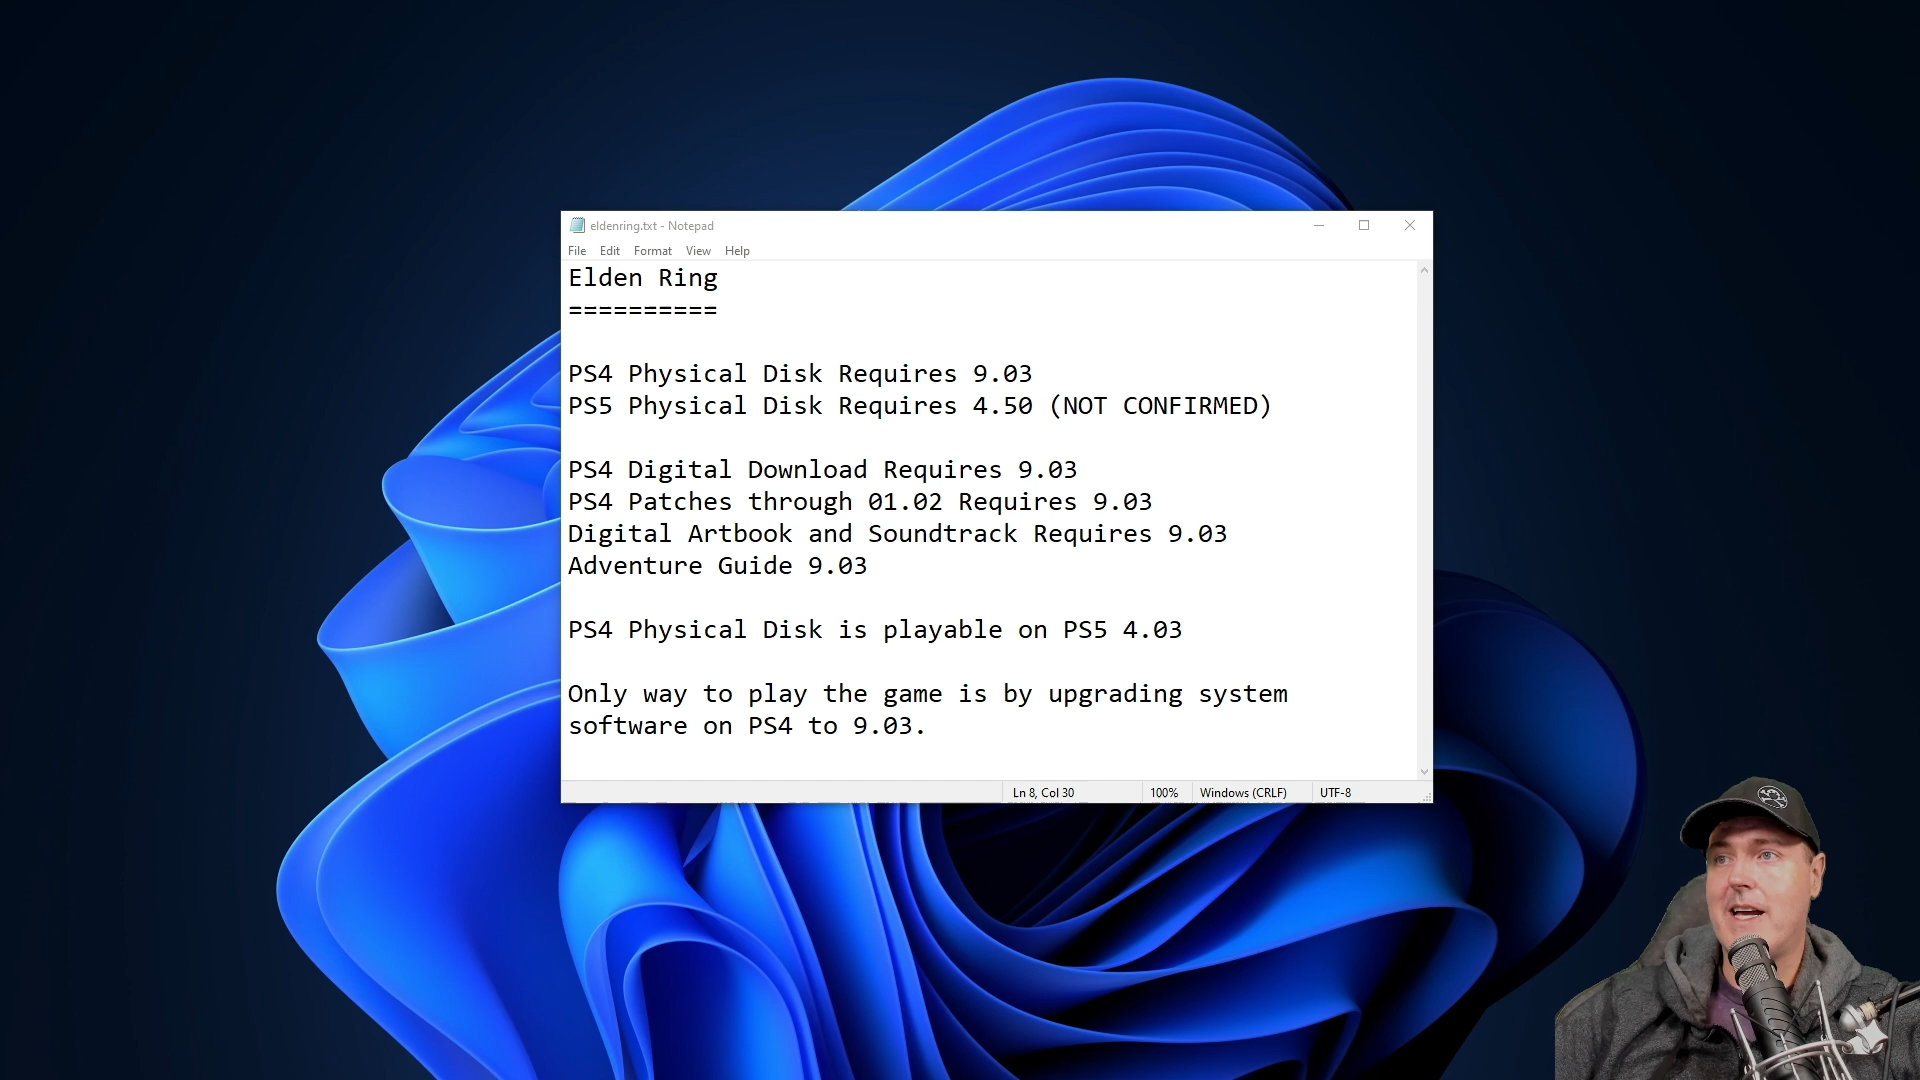 eldenring.txt - Notepad
File Edit Format View Help
Elden Ring
==========
PS4 Physical Disk Requires 9.03
PS5 Physical Disk Requires 4.50 (NOT CONFIRMED)
PS4 Digital Download Requires 9.03
PS4 Patches through 01.02 Requires 9.03
Digital Artbook and Soundtrack Requires 9.03
Adventure Guide 9.03
PS4 Physical Disk is playable on PS5 4.03
Only way to play the game is by upgrading system
software on PS4 to 9.03.
Ln 8, Col 30 100% Windows (CRLF) UTF-8